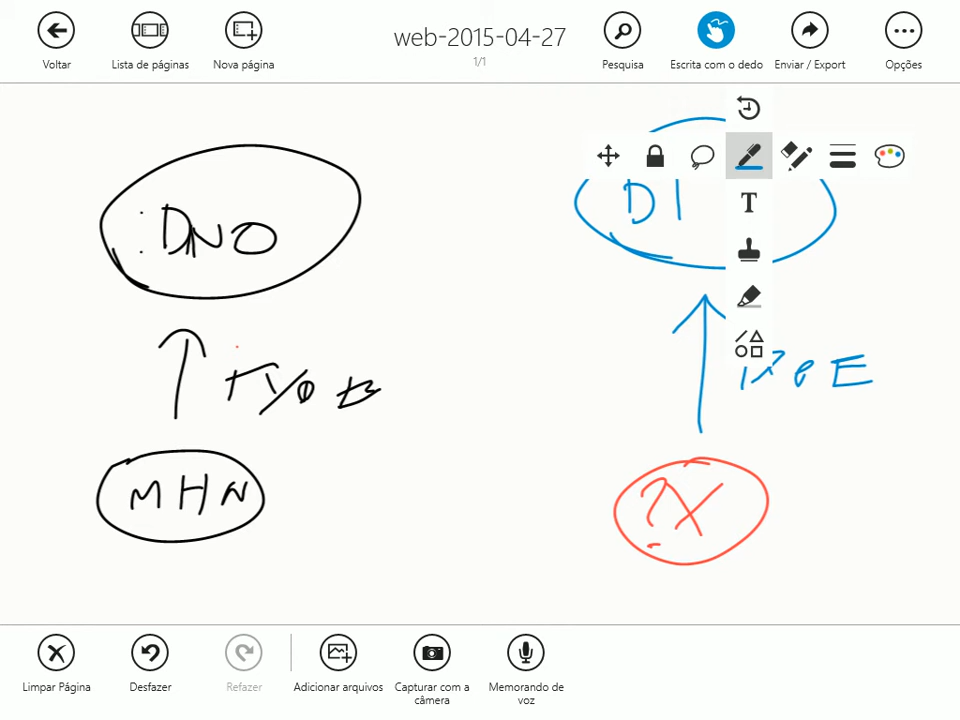 Voltar
Lista de páginas
Nova página
web-2015-04-27
1/1
Pesquisa
Escrita com o dedo
Enviar / Export
Opções
T
DNO
DI
MHN
?X
Limpar Página
Desfazer
Refazer
Adicionar arquivos
Capturar com a
câmera
Memorando de
voz